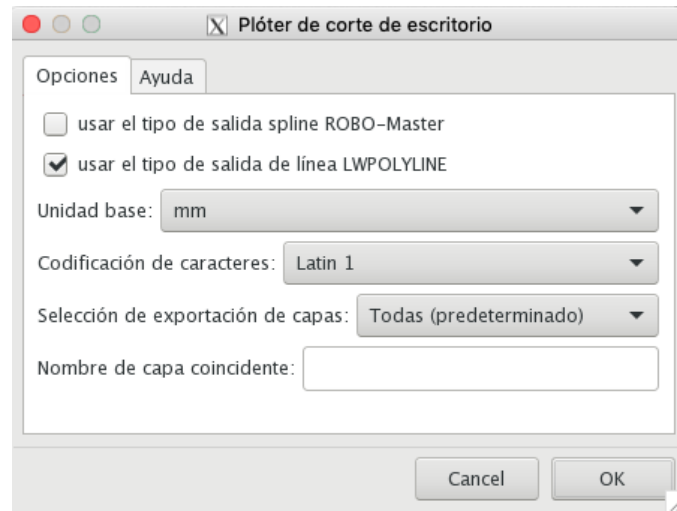 Plóter de corte de escritorio
Opciones Ayuda
usar el tipo de salida spline ROBO-Master
usar el tipo de salida de línea LWPOLYLINE
Unidad base: mm
Codificación de caracteres: Latin 1
Selección de exportación de capas: Todas (predeterminado)
Nombre de capa coincidente:
Cancel OK